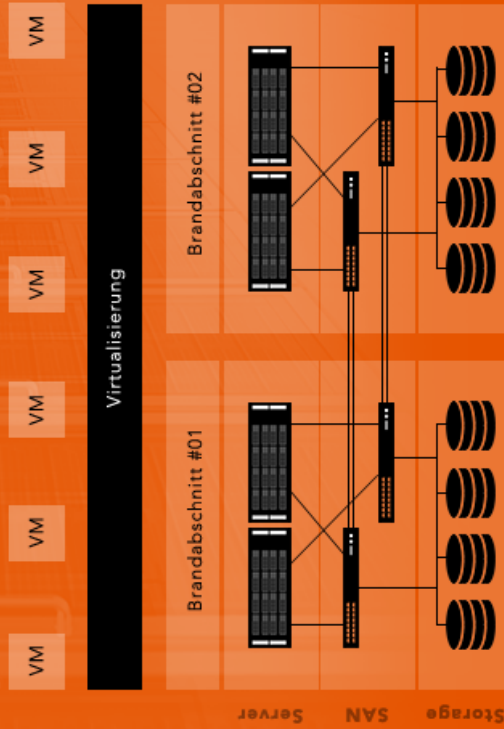 VM
VM
VM
VM
VM
VM
Virtualisierung
Brandabschnitt #01
Brandabschnitt #02
Server
SAN
Storage